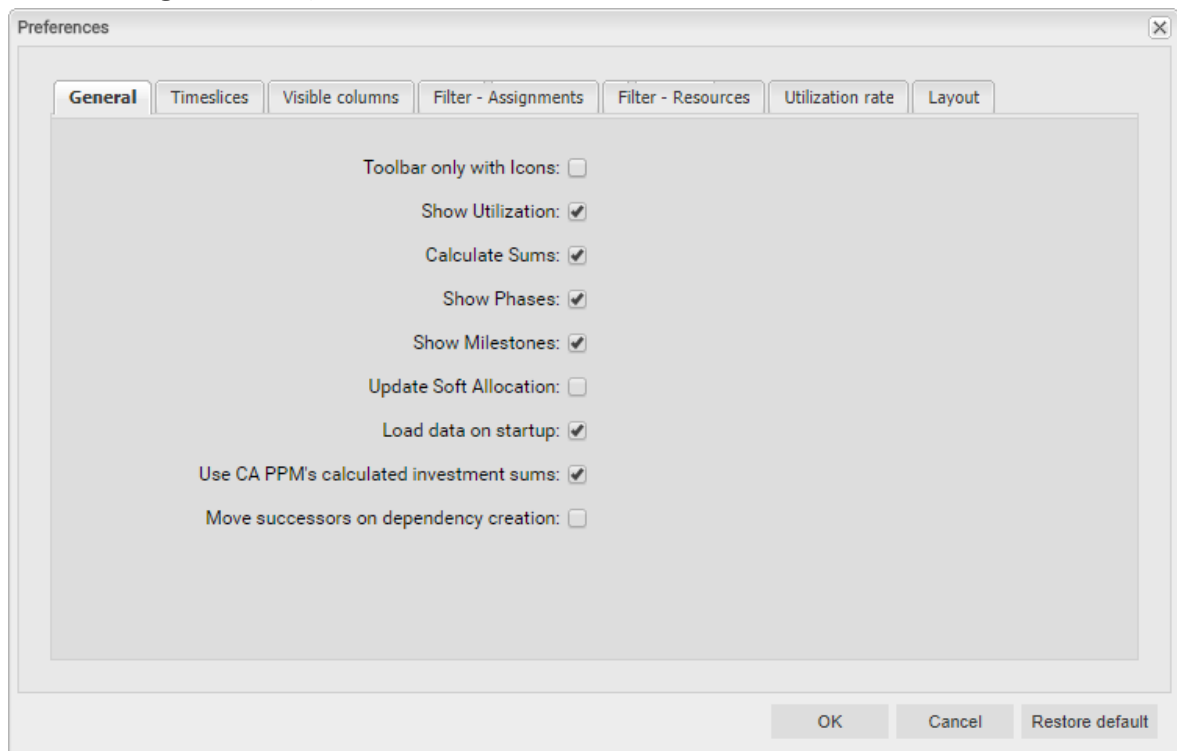 Preferences
General Timeslices Visible columns Filter - Assignments Filter - Resources Utilization rate Layout
Toolbar only with Icons:
Show Utilization:
Calculate Sums:
Show Phases:
Show Milestones:
Update Soft Allocation:
Load data on startup:
Use CA PPM's calculated investment sums:
Move successors on dependency creation:
OK Cancel Restore default